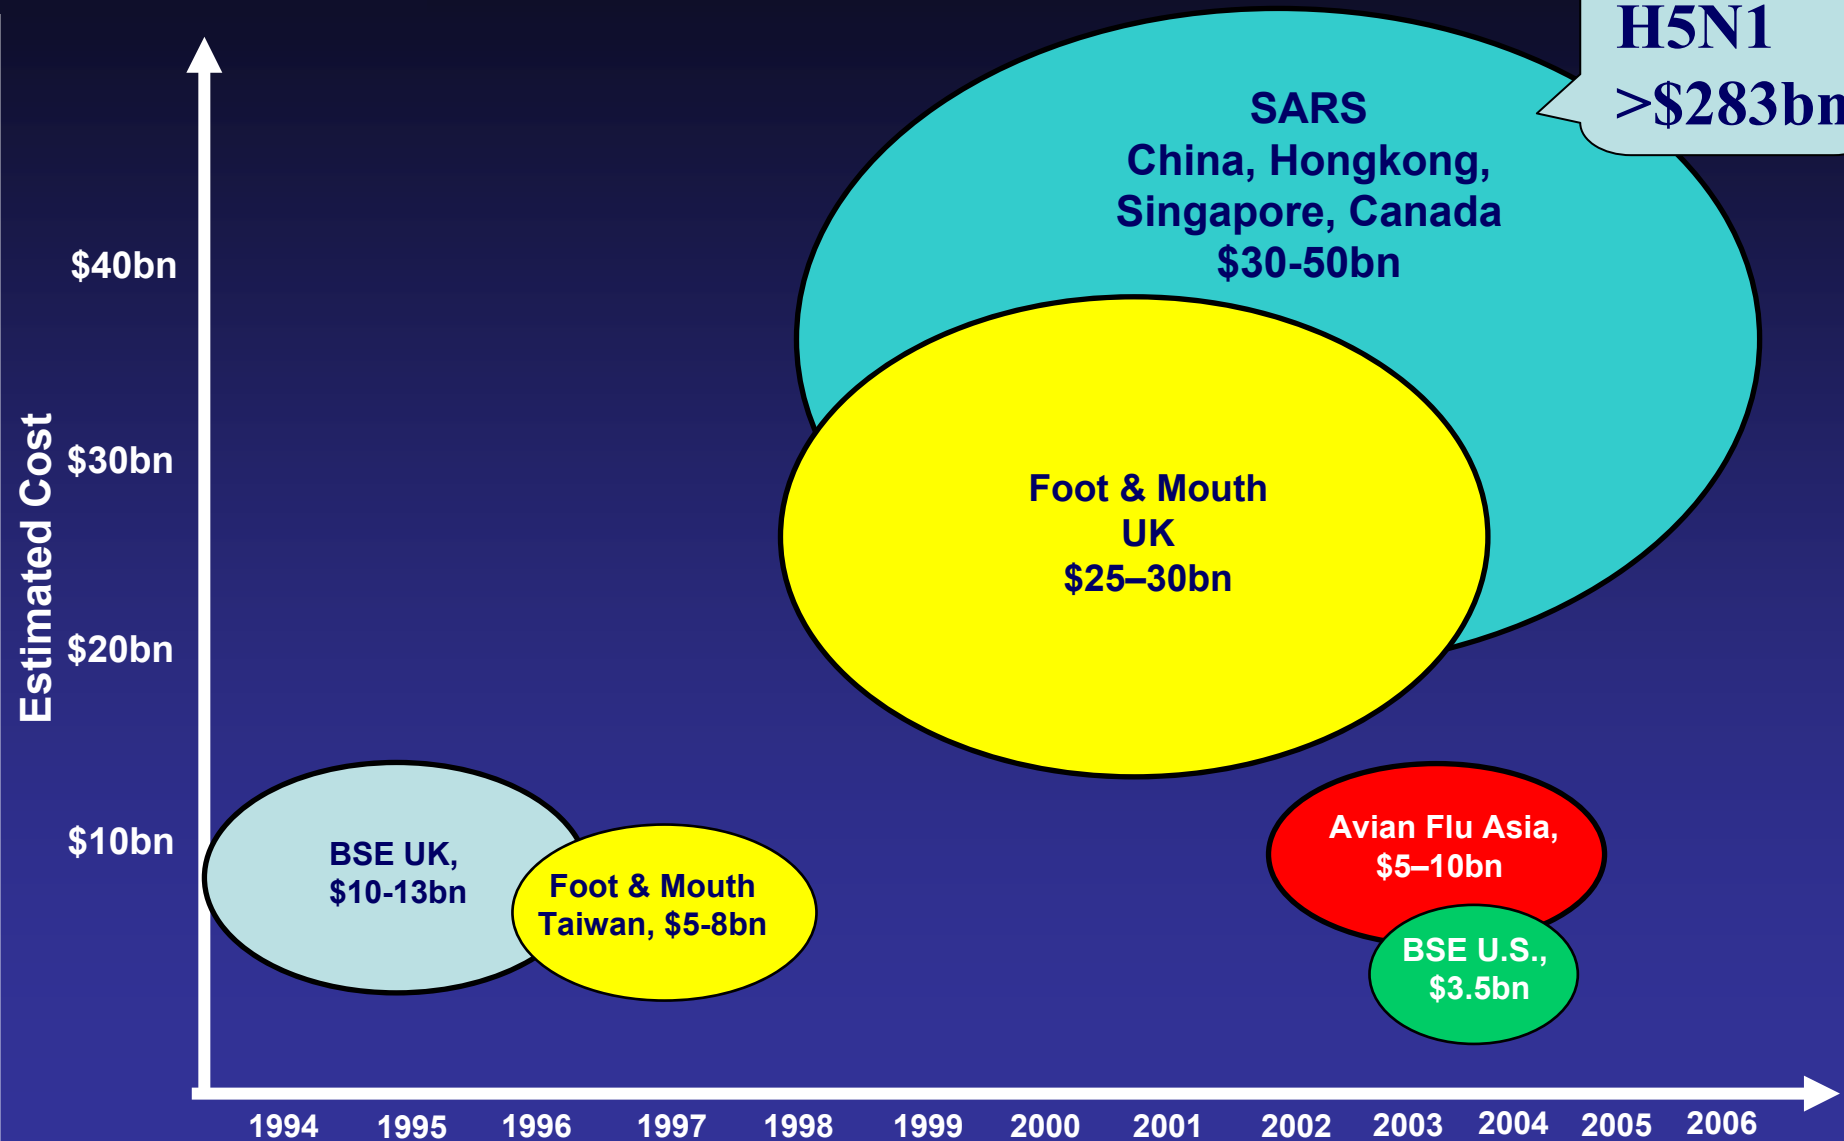 H5N1
>$283bn
SARS
China, Hongkong,
Singapore, Canada
$30-50bn
$40bn
$30bn
$20bn
$10bn
Estimated Cost
Foot & Mouth
UK
$25–30bn
BSE UK,
$10-13bn
Foot & Mouth
Taiwan, $5-8bn
Avian Flu Asia,
$5–10bn
BSE U.S.,
$3.5bn
1994 1995 1996 1997 1998 1999 2000 2001 2002 2003 2004 2005 2006